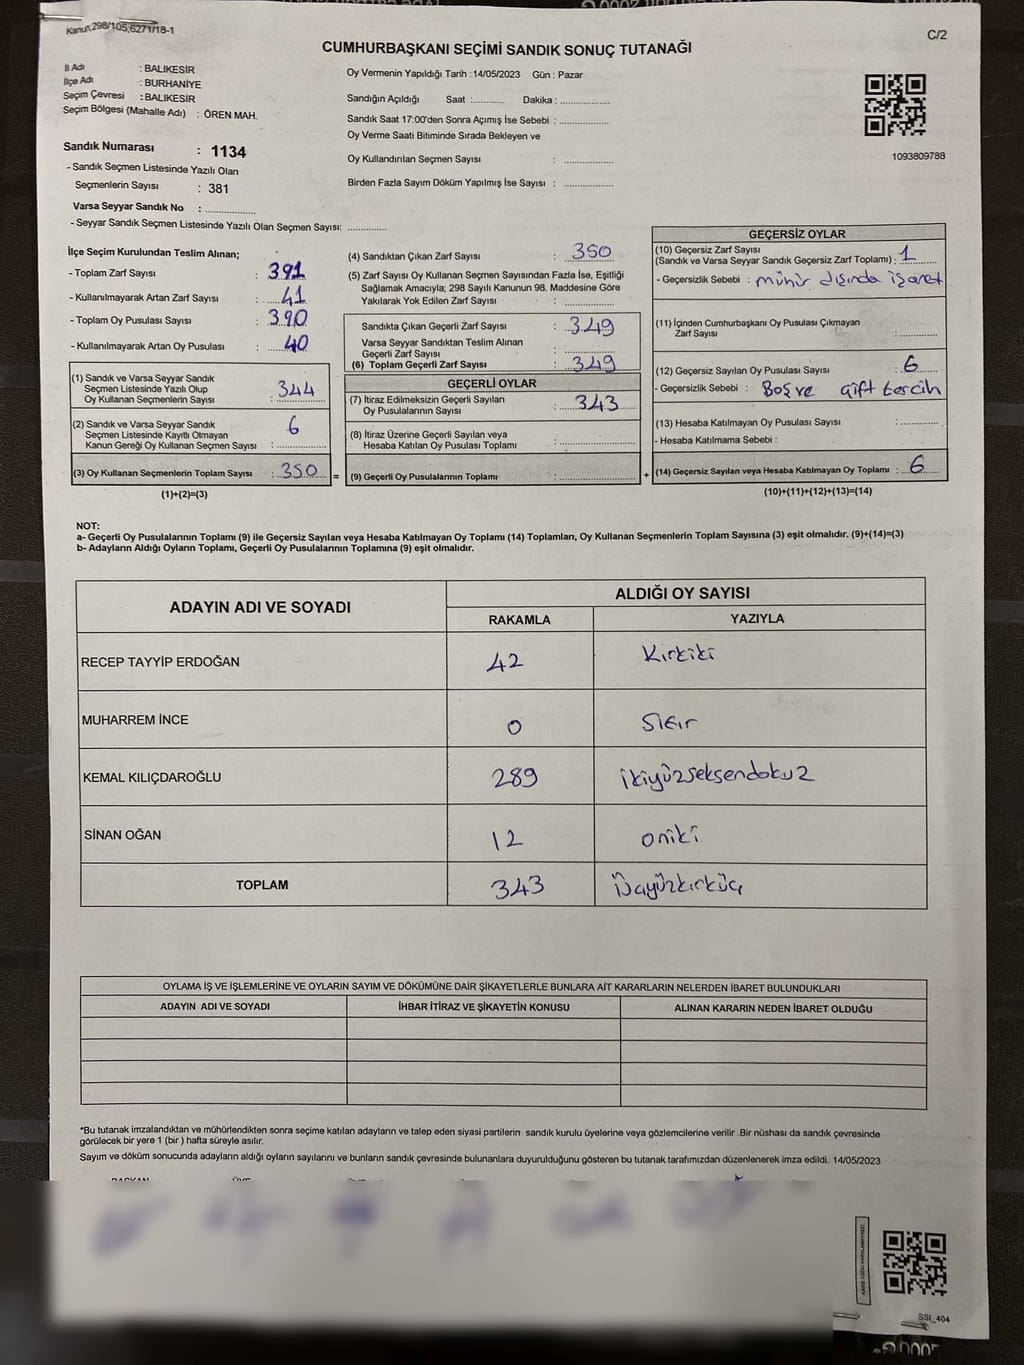 Kanun 298/105,6271/18-1
C/2
CUMHURBAŞKANI SEÇİMİ SANDIK SONUÇ TUTANAĞI
İl Adı : BALIKESİR
İlçe Adı : BURHANİYE
Seçim Çevresi : BALIKESİR
Seçim Bölgesi (Mahalle Adı) : ÖREN MAH.
Sandık Numarası : 1134
- Sandık Seçmen Listesinde Yazılı Olan
Seçmenlerin Sayısı : 381
Varsa Seyyar Sandık No : ................
- Seyyar Sandık Seçmen Listesinde Yazılı Olan Seçmen Sayısı: ............
Oy Vermenin Yapıldığı Tarih : 14/05/2023 Gün : Pazar
Sandığın Açıldığı Saat :........... Dakika : ................
Sandık Saat 17:00'den Sonra Açımış İse Sebebi : ................
Oy Verme Saati Bitiminde Sırada Bekleyen ve
Oy Kullandırılan Seçmen Sayısı : ................
Birden Fazla Sayım Döküm Yapılmış İse Sayısı : ................
1093809788
İlçe Seçim Kurulundan Teslim Alınan;
- Toplam Zarf Sayısı : 391
- Kullanılmayarak Artan Zarf Sayısı : 41
- Toplam Oy Pusulası Sayısı : 390
- Kullanılmayarak Artan Oy Pusulası : 40
(1) Sandık ve Varsa Seyyar Sandık
Seçmen Listesinde Yazılı Olup
Oy Kullanan Seçmenlerin Sayısı : 344
(2) Sandık ve Varsa Seyyar Sandık
Seçmen Listesinde Kayıtlı Olmayan
Kanun Gereği Oy Kullanan Seçmen Sayısı : 6
(3) Oy Kullanan Seçmenlerin Toplam Sayısı : 350 =
(1)+(2)=(3)
(4) Sandıktan Çıkan Zarf Sayısı : 350
(5) Zarf Sayısı Oy Kullanan Seçmen Sayısından Fazla İse, Eşitliği
Sağlamak Amacıyla; 298 Sayılı Kanunun 98. Maddesine Göre
Yakılarak Yok Edilen Zarf Sayısı : ................
Sandıkta Çıkan Geçerli Zarf Sayısı : 349
Varsa Seyyar Sandıktan Teslim Alınan
Geçerli Zarf Sayısı : ................
(6) Toplam Geçerli Zarf Sayısı : 349
GEÇERLİ OYLAR
(7) İtiraz Edilmeksizin Geçerli Sayılan
Oy Pusulalarının Sayısı : 343
(8) İtiraz Üzerine Geçerli Sayılan veya
Hesaba Katılan Oy Pusulası Toplamı : ................
(9) Geçerli Oy Pusulalarının Toplamı : ................ +
GEÇERSİZ OYLAR
(10) Geçersiz Zarf Sayısı
(Sandık ve Varsa Seyyar Sandık Geçersiz Zarf Toplamı) : 1
- Geçersizlik Sebebi : mühür dışında işaret
(11) İçinden Cumhurbaşkanı Oy Pusulası Çıkmayan
Zarf Sayısı : ............
(12) Geçersiz Sayılan Oy Pusulası Sayısı : 6
- Geçersizlik Sebebi : Boş ve çift tercih
(13) Hesaba Katılmayan Oy Pusulası Sayısı : ............
- Hesaba Katılmama Sebebi :
(14) Geçersiz Sayılan veya Hesaba Katılmayan Oy Toplamı : 6
(10)+(11)+(12)+(13)=(14)
NOT:
a- Geçerli Oy Pusulalarının Toplamı (9) ile Geçersiz Sayılan veya Hesaba Katılmayan Oy Toplamı (14) Toplamları, Oy Kullanan Seçmenlerin Toplam Sayısına (3) eşit olmalıdır. (9)+(14)=(3)
b- Adayların Aldığı Oyların Toplamı, Geçerli Oy Pusulalarının Toplamına (9) eşit olmalıdır.
ADAYIN ADI VE SOYADI
ALDIĞI OY SAYISI
RAKAMLA YAZIYLA
RECEP TAYYİP ERDOĞAN 42 Kırkiki
MUHARREM İNCE 0 Sıfır
KEMAL KILIÇDAROĞLU 289 ikiyüzseksendokuz
SİNAN OĞAN 12 oniki
TOPLAM 343 Üçyüzkırküç
OYLAMA İŞ VE İŞLEMLERİNE VE OYLARIN SAYIM VE DÖKÜMÜNE DAİR ŞİKAYETLERLE BUNLARA AİT KARARLARIN NELERDEN İBARET BULUNDUKLARI
ADAYIN ADI VE SOYADI İHBAR İTİRAZ VE ŞİKAYETİN KONUSU ALINAN KARARIN NEDEN İBARET OLDUĞU
*Bu tutanak imzalandıktan ve mühürlendikten sonra seçime katılan adayların ve talep eden siyasi partilerin sandık kurulu üyelerine veya gözlemcilerine verilir .Bir nüshası da sandık çevresinde
görülecek bir yere 1 (bir ) hafta süreyle asılır.
Sayım ve döküm sonucunda adayların aldığı oyların sayılarını ve bunların sandık çevresinde bulunanlara duyurulduğunu gösteren bu tutanak tarafımızdan düzenlenerek imza edildi. 14/05/2023
SSI_404